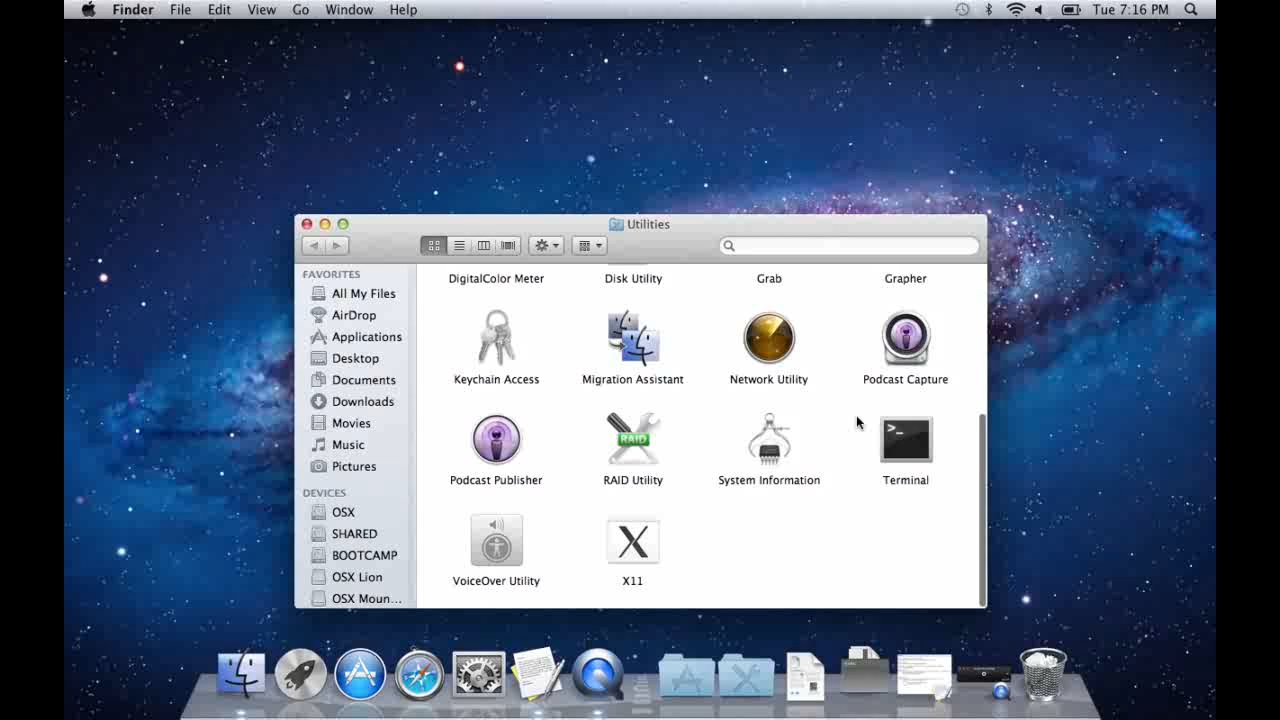 Finder File Edit View Go Window Help Tue 7:16 PM
Utilities
FAVORITES
All My Files
AirDrop
Applications
Desktop
Documents
Downloads
Movies
Music
Pictures
DEVICES
OSX
SHARED
BOOTCAMP
OSX Lion
OSX Moun...
DigitalColor Meter Disk Utility Grab Grapher
Keychain Access Migration Assistant Network Utility Podcast Capture
RAID
>_
Podcast Publisher RAID Utility System Information Terminal
X
VoiceOver Utility X11